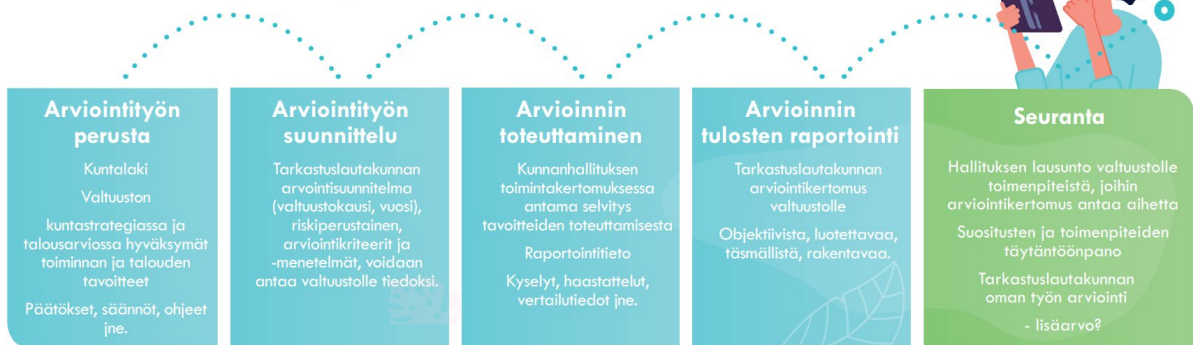 Arviointityön
perusta
Kuntalaki
Valtuuston
kuntastrategiassa ja
talousarviossa hyväksymät
toiminnan ja talouden
tavoitteet
Päätökset, säännöt, ohjeet
jne.
Arviointityön
suunnittelu
Tarkastuslautakunnan
arvointisuunnitelma
(valtuustokausi, vuosi),
riskiperustainen,
arviointikriteerit ja
-menetelmät, voidaan
antaa valtuustolle tiedoksi.
Arvioinnin
toteuttaminen
Kunnanhallituksen
toimintakertomuksessa
antama selvitys
tavoitteiden toteuttamisesta
Raportointitieto
Kyselyt, haastattelut,
vertailutiedot jne.
Arvioinnin
tulosten raportointi
Tarkastuslautakunnan
arviointikertomus
valtuustolle
Objektiivista, luotettavaa,
täsmällistä, rakentavaa.
Seuranta
Hallituksen lausunto valtuustolle
toimenpiteistä, joihin
arviointikertomus antaa aihetta
Suositusten ja toimenpiteiden
täytäntöönpano
Tarkastuslautakunnan
oman työn arviointi
- lisäarvo?